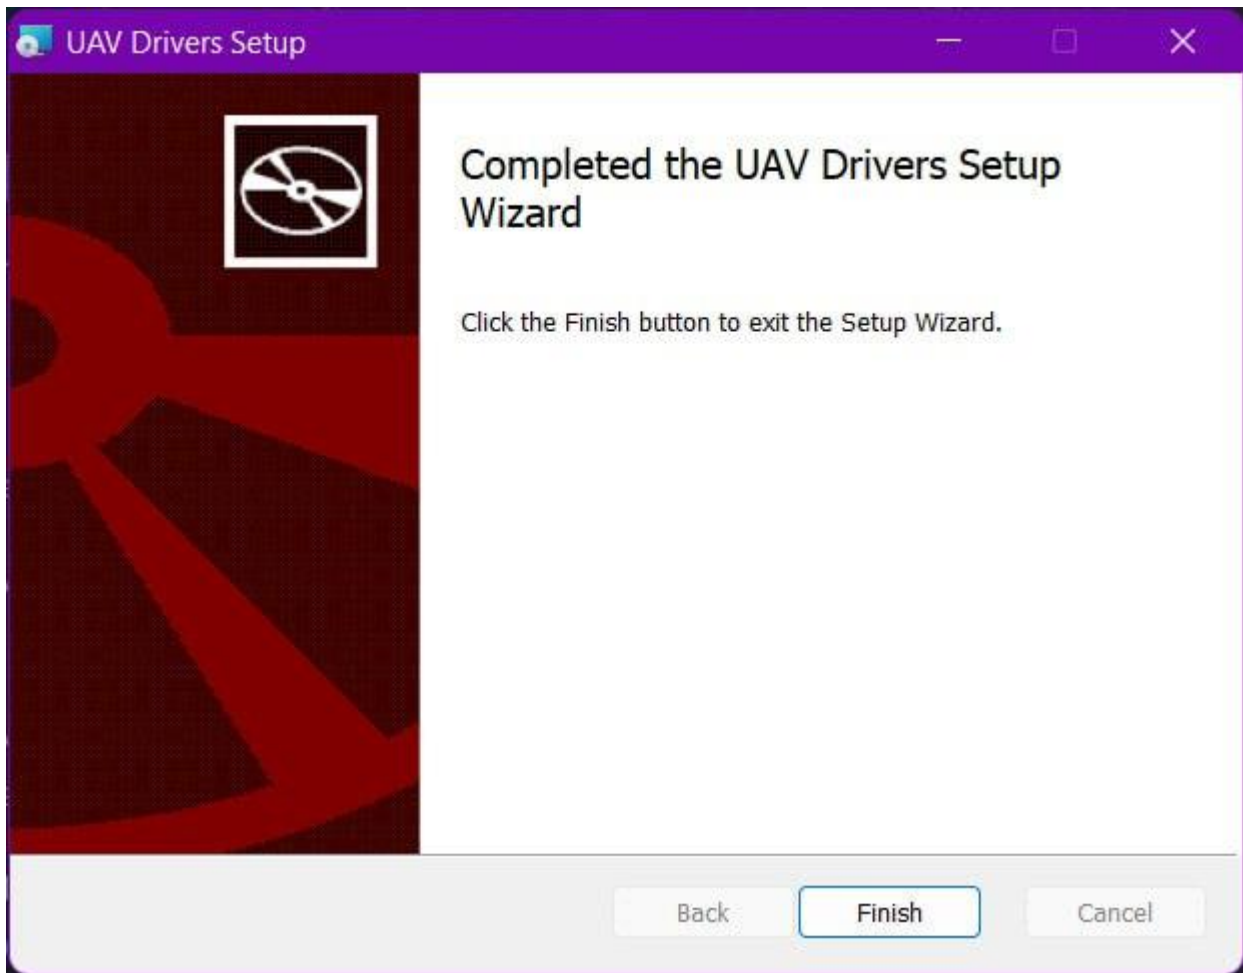 UAV Drivers Setup
Completed the UAV Drivers Setup
Wizard
Click the Finish button to exit the Setup Wizard.
Back
Finish
Cancel